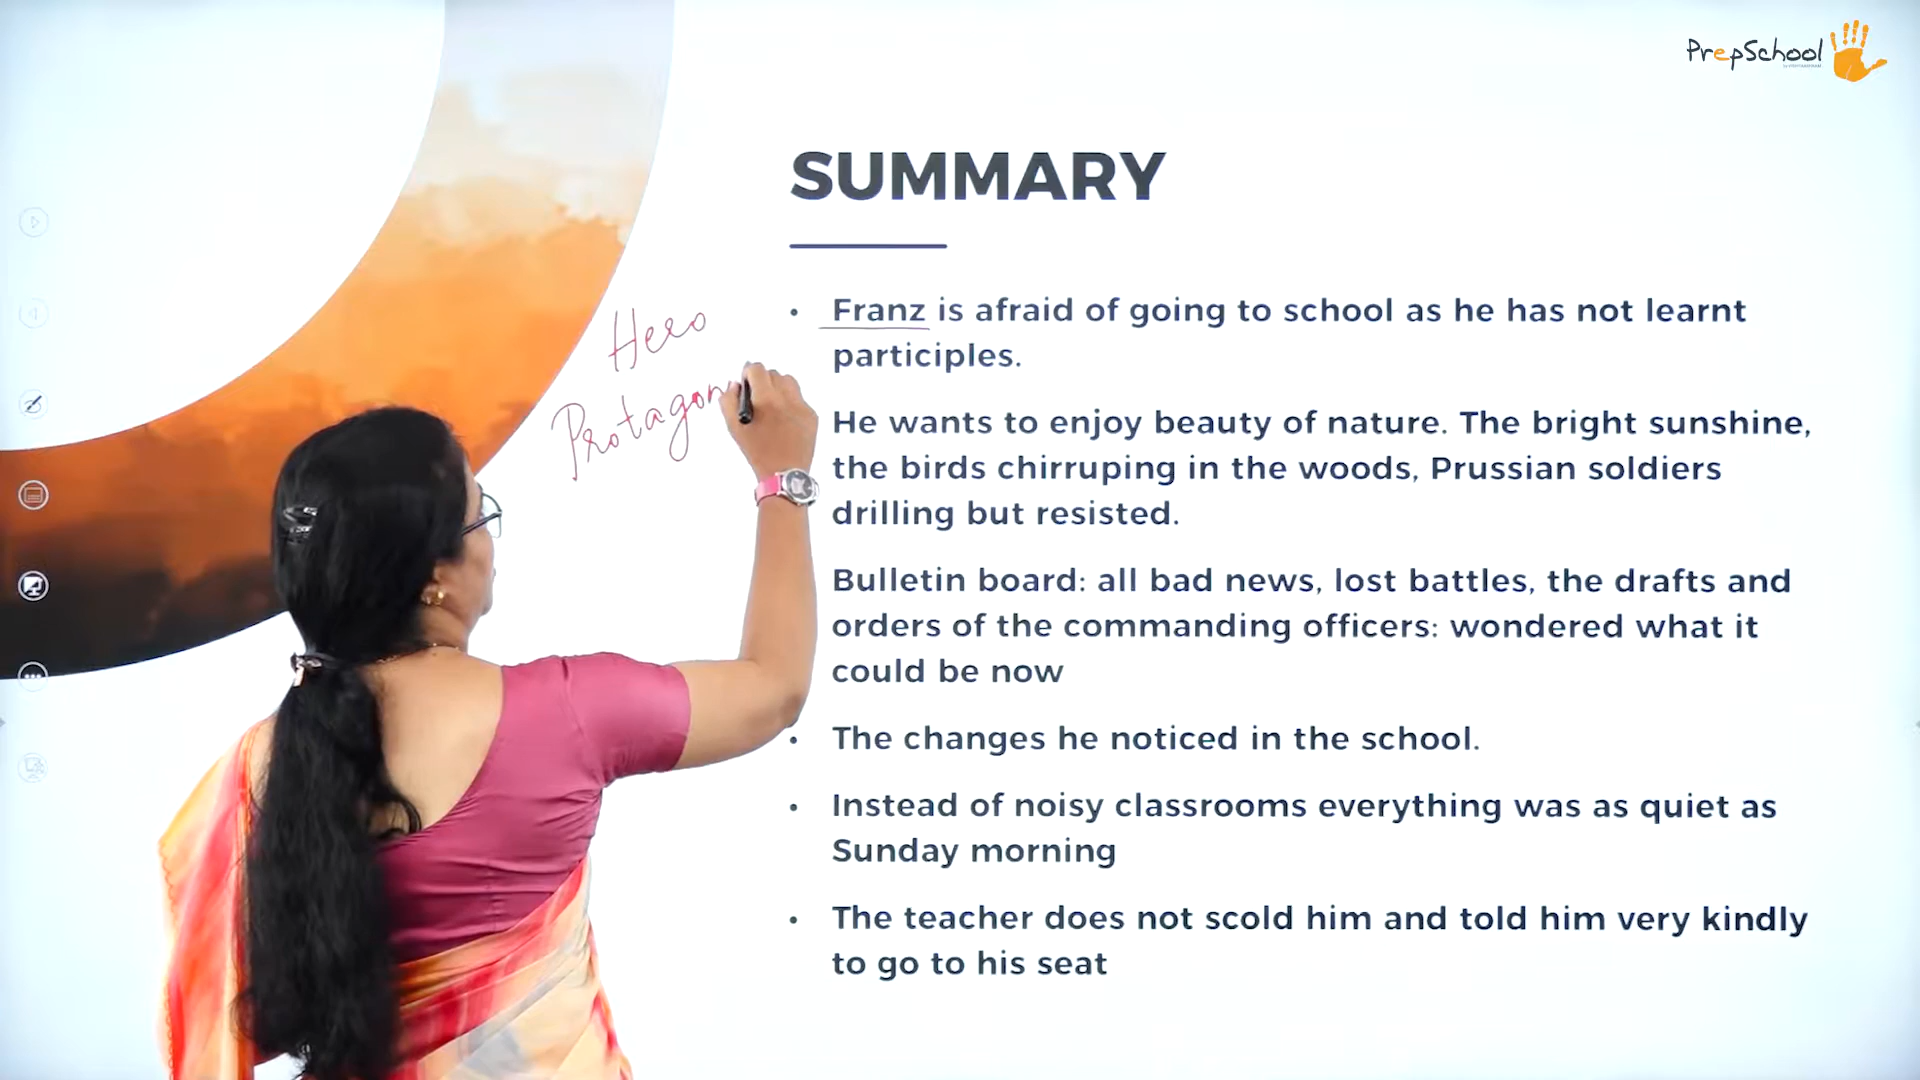 PrepSchool
SUMMARY
• Franz is afraid of going to school as he has not learnt
participles.
He wants to enjoy beauty of nature. The bright sunshine,
the birds chirruping in the woods, Prussian soldiers
drilling but resisted.
Bulletin board: all bad news, lost battles, the drafts and
orders of the commanding officers: wondered what it
could be now
• The changes he noticed in the school.
• Instead of noisy classrooms everything was as quiet as
Sunday morning
• The teacher does not scold him and told him very kindly
to go to his seat
Hero
Protagon